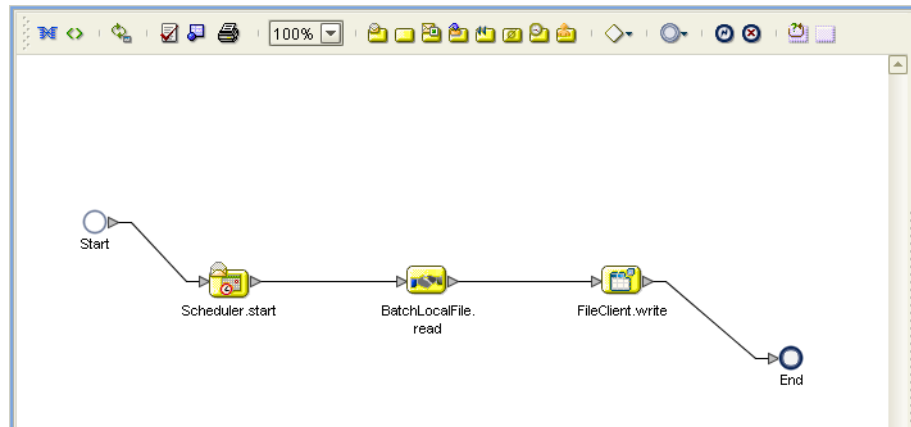 100%
Start
Scheduler.start
BatchLocalFile.
read
FileClient.write
End